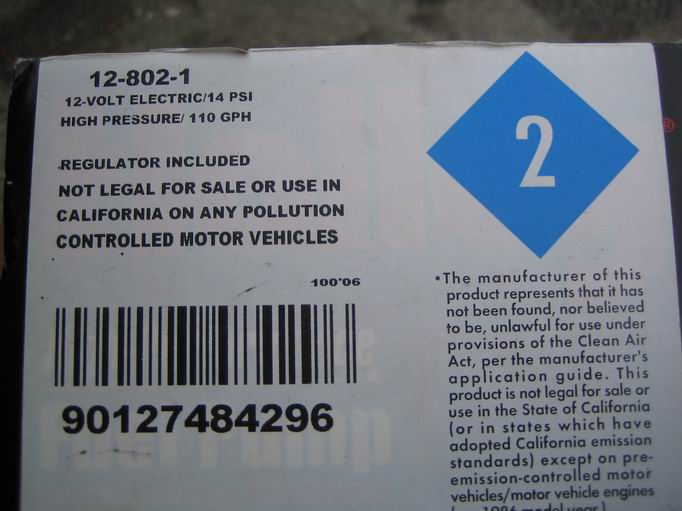 12-802-1
12-VOLT ELECTRIC/14 PSI
HIGH PRESSURE/ 110 GPH
REGULATOR INCLUDED
NOT LEGAL FOR SALE OR USE IN
CALIFORNIA ON ANY POLLUTION
CONTROLLED MOTOR VEHICLES
100*06
90127484296
2
®
•The manufacturer of this
product represents that it has
not been found, nor believed
to be, unlawful for use under
provisions of the Clean Air
Act, per the manufacturer's
application guide. This
product is not legal for sale or
use in the State of California
(or in states which have
adopted California emission
standards) except on pre-
emission-controlled motor
vehicles/motor vehicle engines
1986 model year)